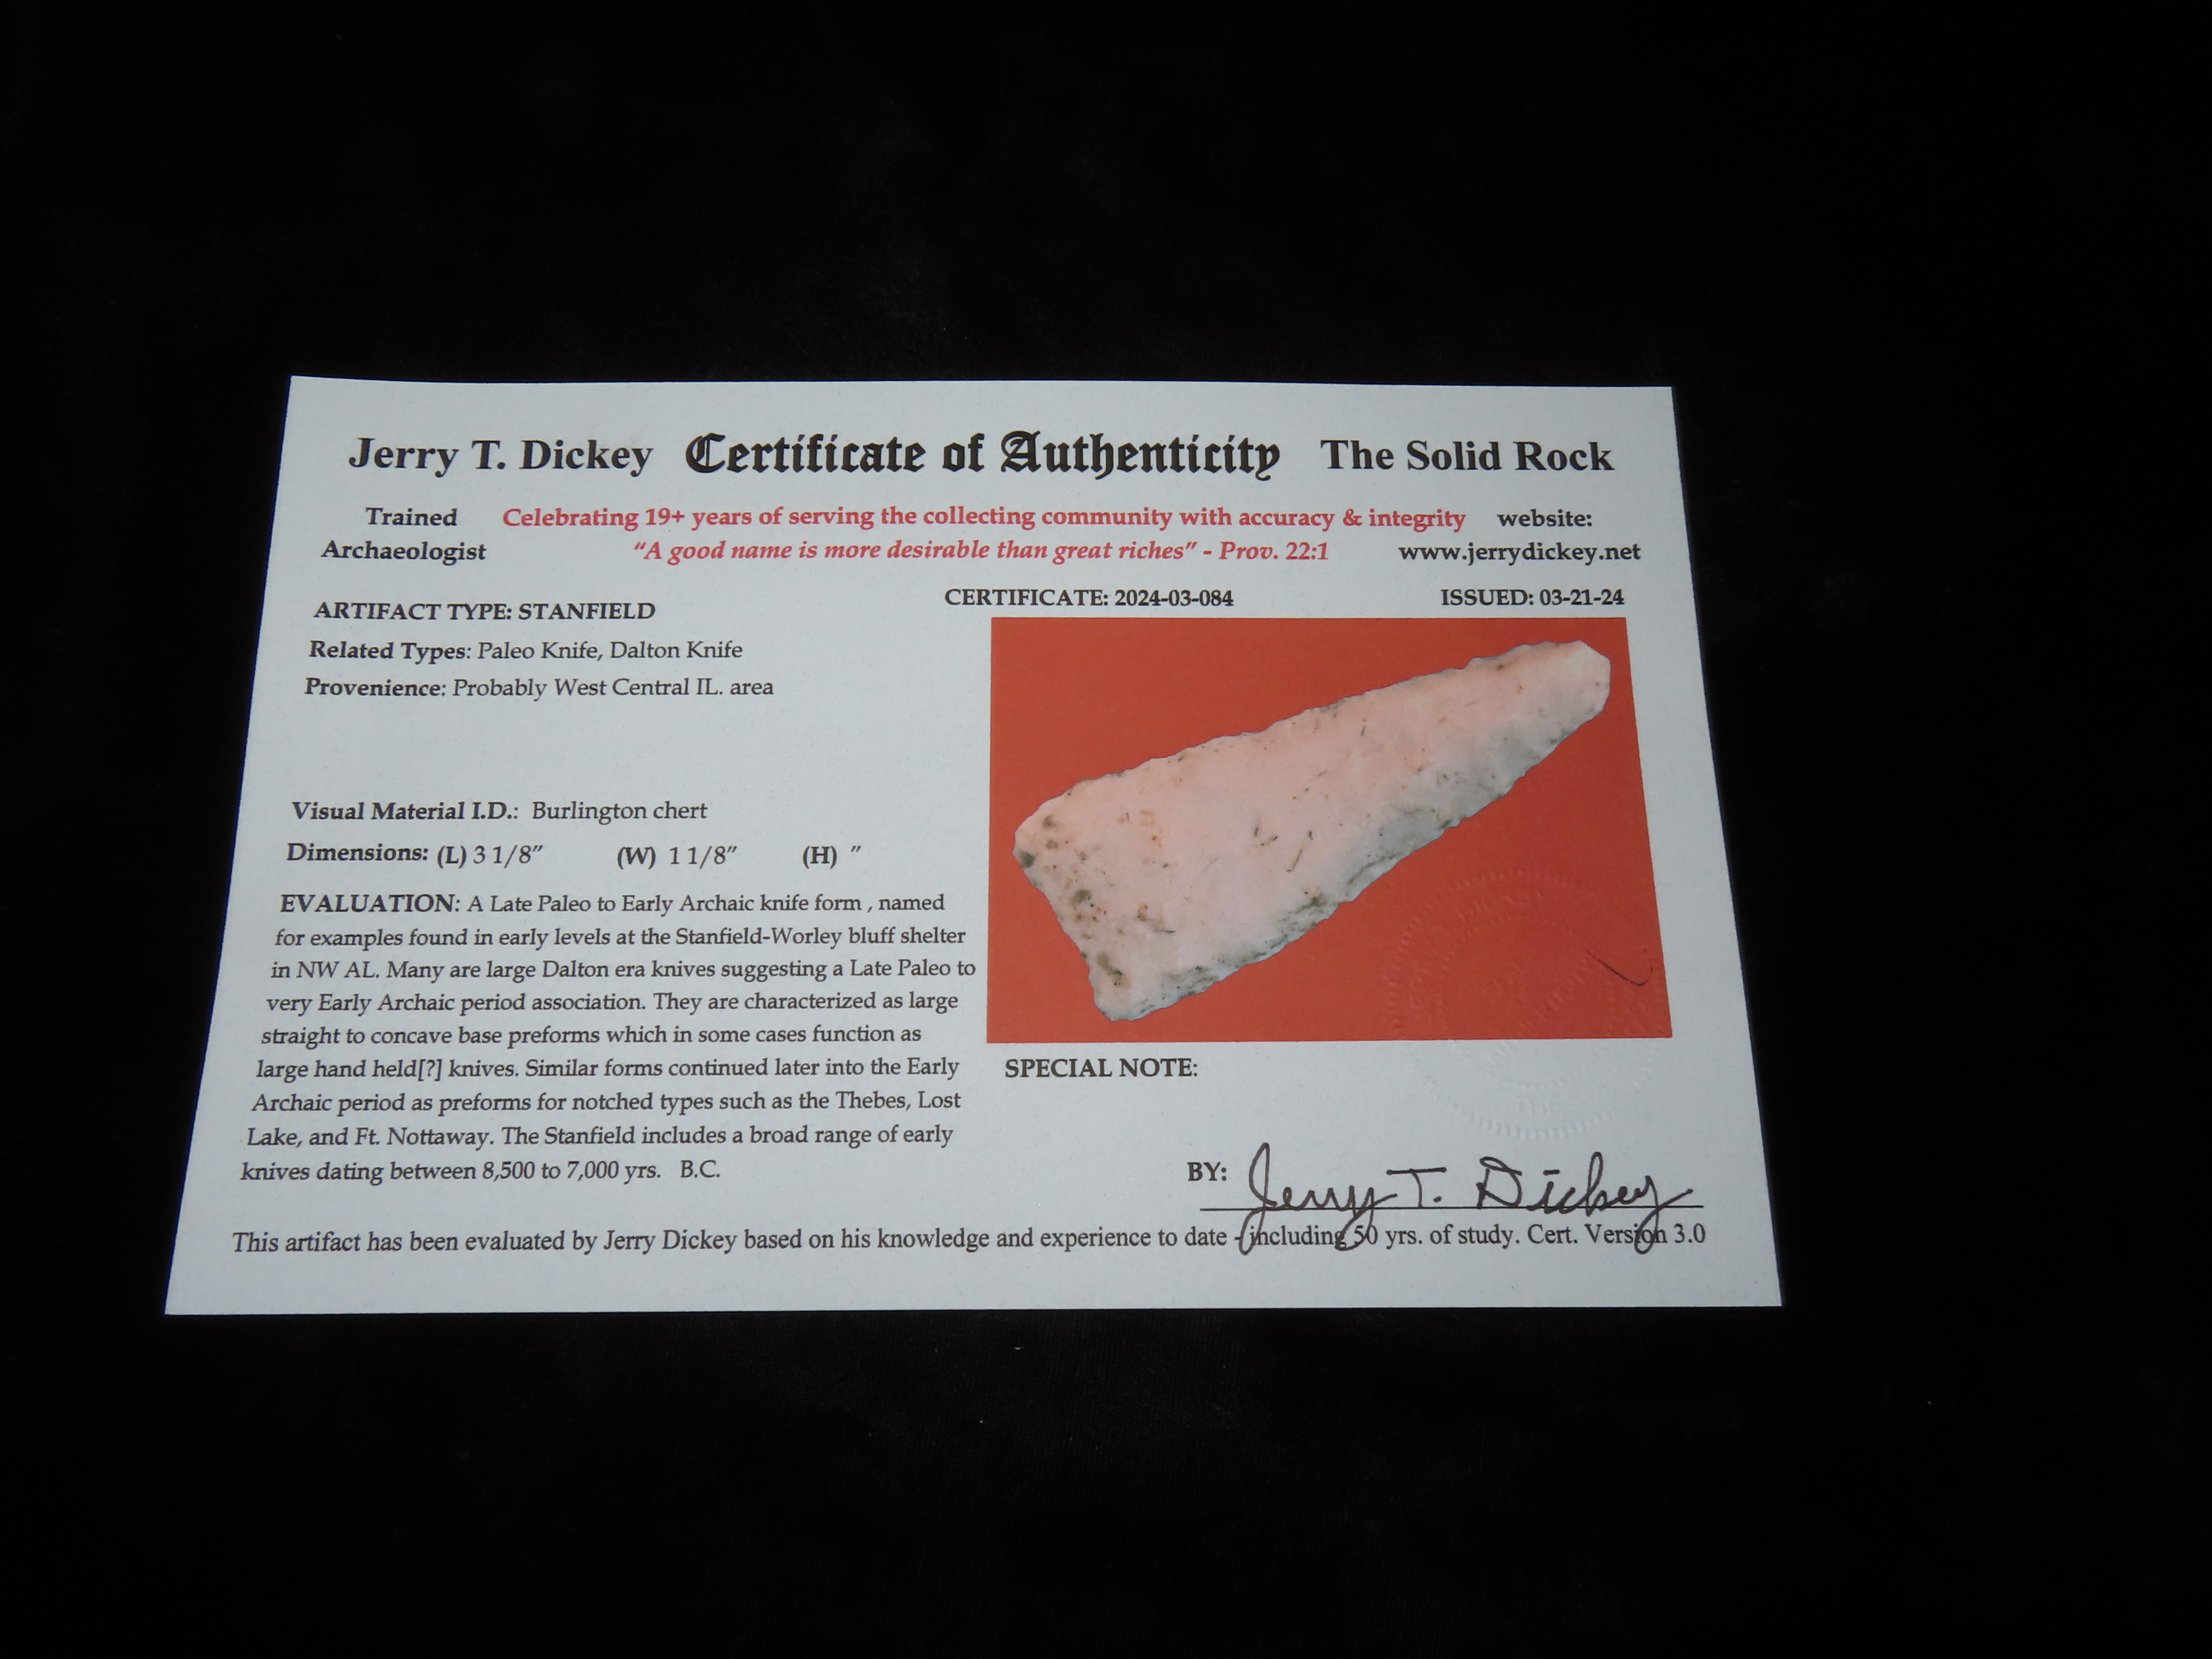 Jerry T. Dickey Certificate of Authenticity The Solid Rock
Trained Celebrating 19+ years of serving the collecting community with accuracy & integrity website:
Archaeologist "A good name is more desirable than great riches" - Prov. 22:1 www.jerrydickey.net
CERTIFICATE: 2024-03-084 ISSUED: 03-21-24
ARTIFACT TYPE: STANFIELD
Related Types: Paleo Knife, Dalton Knife
Provenience: Probably West Central IL. area
Visual Material I.D.: Burlington chert
Dimensions: (L) 3 1/8" (W) 1 1/8" (H) "
EVALUATION: A Late Paleo to Early Archaic knife form , named
for examples found in early levels at the Stanfield-Worley bluff shelter
in NW AL. Many are large Dalton era knives suggesting a Late Paleo to
very Early Archaic period association. They are characterized as large
straight to concave base preforms which in some cases function as
large hand held[?] knives. Similar forms continued later into the Early
Archaic period as preforms for notched types such as the Thebes, Lost
Lake, and Ft. Nottaway. The Stanfield includes a broad range of early
knives dating between 8,500 to 7,000 yrs. B.C.
SPECIAL NOTE:
BY: Jerry T. Dickey
This artifact has been evaluated by Jerry Dickey based on his knowledge and experience to date - including 50 yrs. of study. Cert. Version 3.0